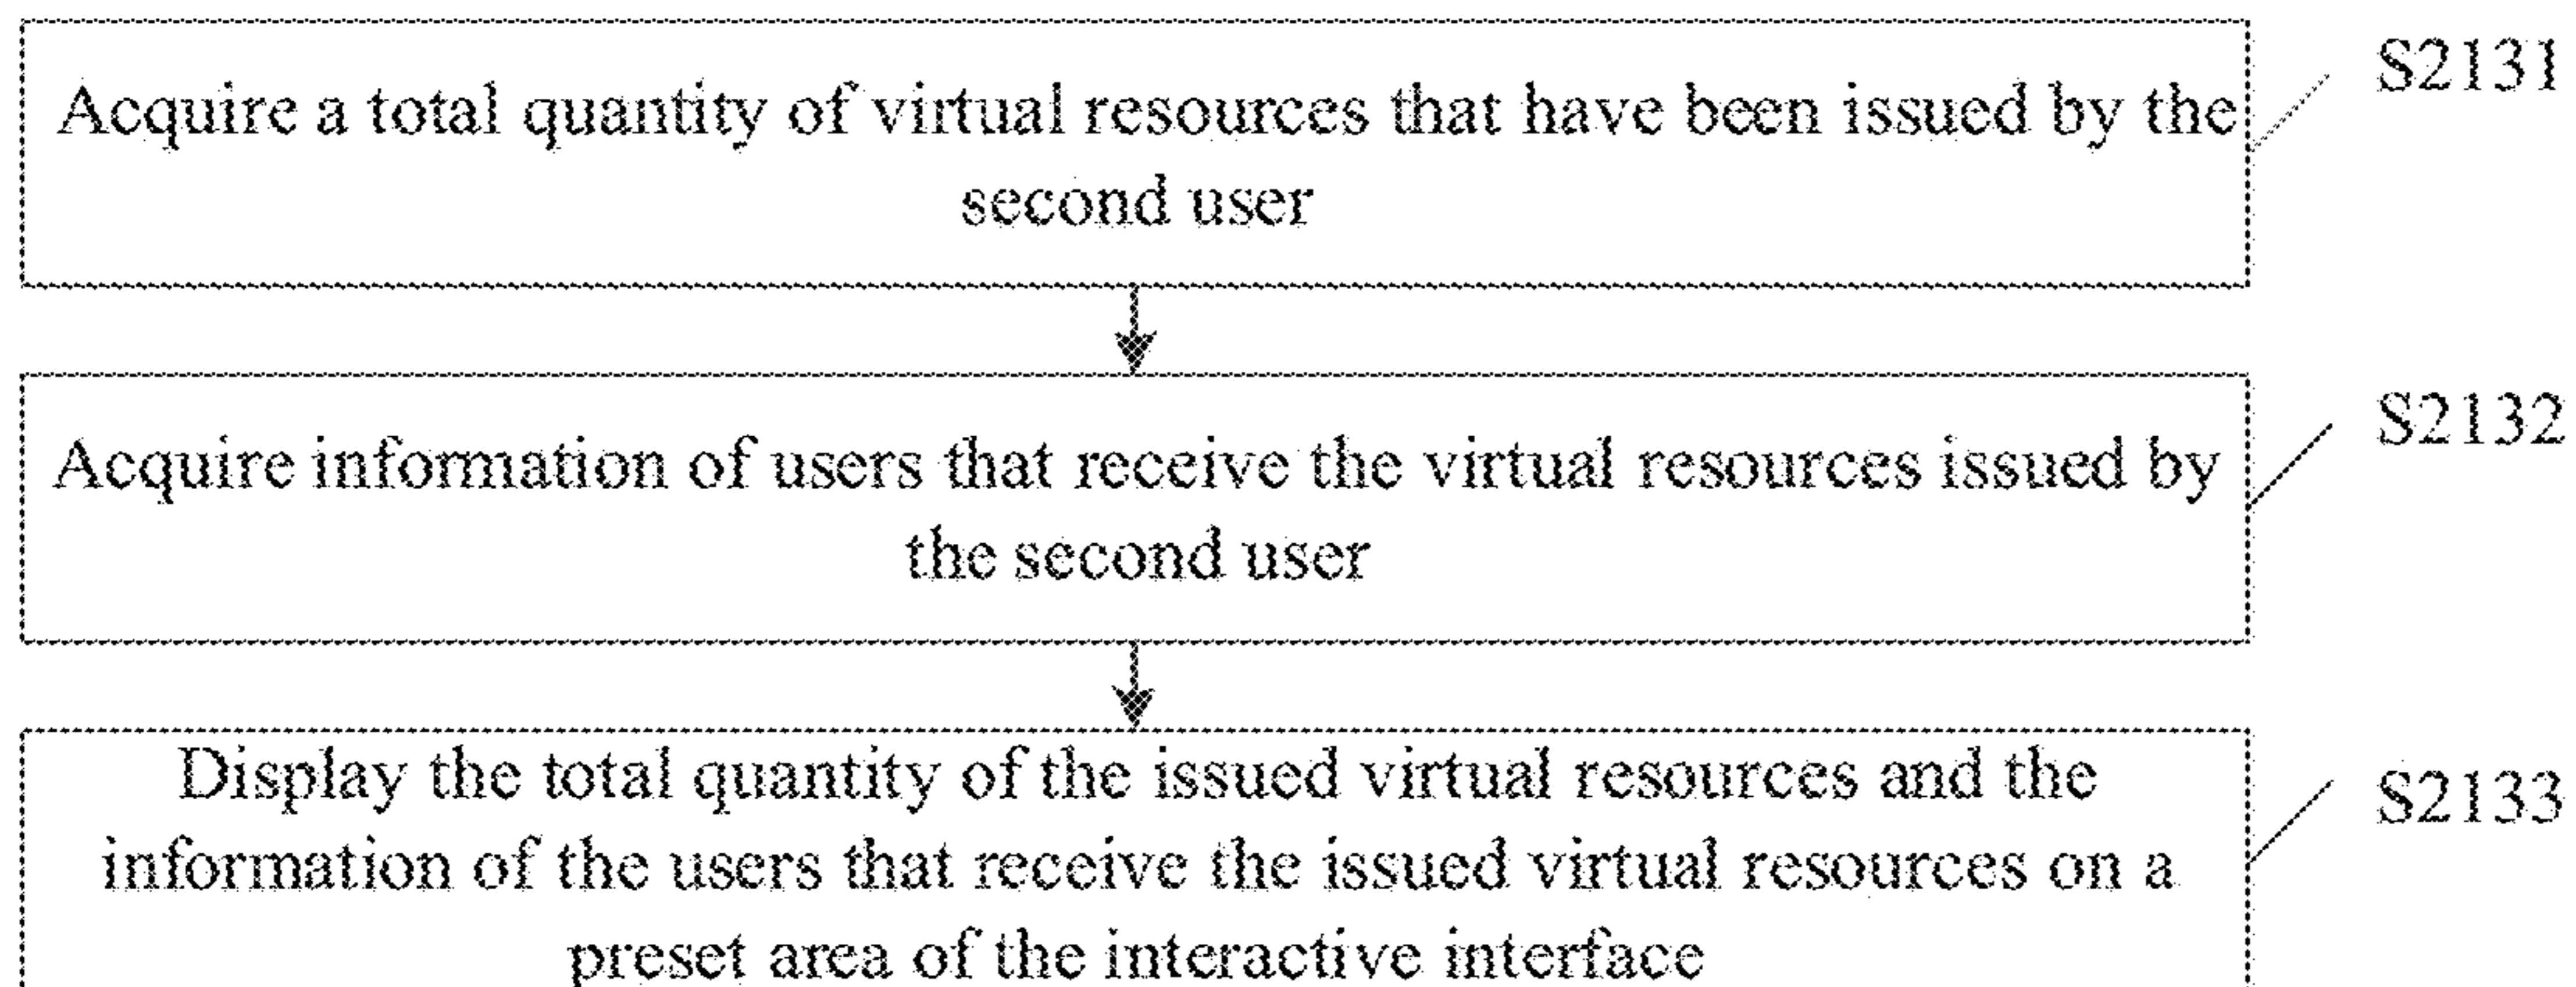 Acquire a total quantity of virtual resources that have been issued by the
second user
S2131
Acquire information of users that receive the virtual resources issued by
the second user
S2132
Display the total quantity of the issued virtual resources and the
information of the users that receive the issued virtual resources on a
preset area of the interactive interface
S2133